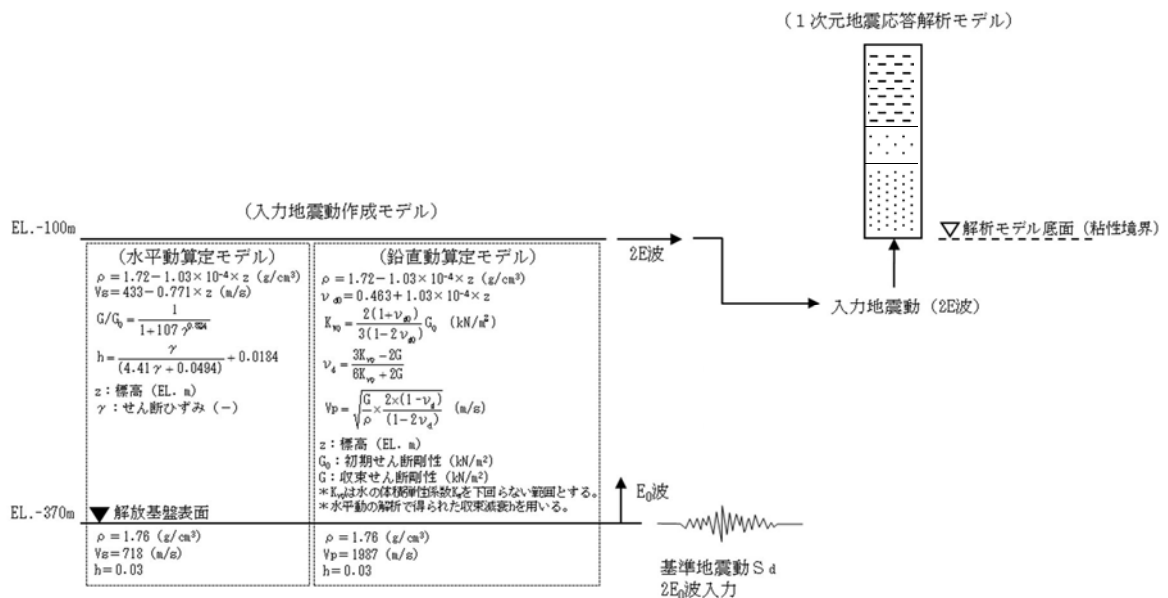 (1次元地震応答解析モデル)
(入力地震動作成モデル)
EL.-100m
2E波
▽解析モデル底面(粘性境界)
入力地震動(2E波)
(水平動算定モデル)
ρ=1.72-1.03×10⁻⁴×z (g/cm³)
Vs=433-0.771×z (m/s)
G/G₀=1/(1+107γ^0.824)
h=γ/(4.41γ+0.0494)+0.0184
z:標高(EL. m)
γ:せん断ひずみ(-)
(鉛直動算定モデル)
ρ=1.72-1.03×10⁻⁴×z (g/cm³)
ν_d0=0.463+1.03×10⁻⁴×z
K_v0=2(1+ν_d0)/3(1-2ν_d0) G₀ (kN/m²)
ν_d=(3K_v0-2G)/(6K_v0+2G)
Vp=√(G/ρ×2×(1-ν_d)/(1-2ν_d)) (m/s)
z:標高(EL. m)
G₀:初期せん断剛性(kN/m²)
G:収束せん断剛性(kN/m²)
*K_v0は水の体積弾性係数K_wを下回らない範囲とする。
*水平動の解析で得られた収束減衰hを用いる。
E₀波
EL.-370m
▼解放基盤表面
ρ=1.76 (g/cm³)
Vs=718 (m/s)
h=0.03
ρ=1.76 (g/cm³)
Vp=1987 (m/s)
h=0.03
基準地震動Sd
2E₀波入力